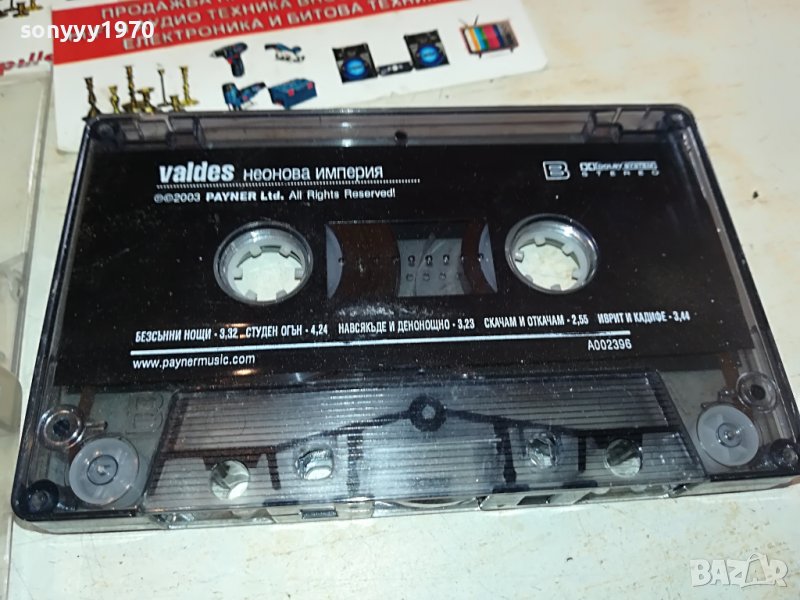 sonyyy1970
ПРОДАЖБА
СТУДИО ТЕХНИКА
ЕЛЕКТРОНИКА И БИТОВА ТЕХНИКА
valdes неонова империя
℗©2003 PAYNER Ltd. All Rights Reserved!
B DOLBY SYSTEM
STEREO
БЕЗСЪННИ НОЩИ - 3,32 СТУДЕН ОГЪН - 4,24 НАВСЯКЪДЕ И ДЕНОНОЩНО - 3,23 СКАЧАМ И ОТКАЧАМ - 2,55 ИВРИТ И КАДИФЕ - 3,44
www.paynermusic.com
A002396
BAZAR